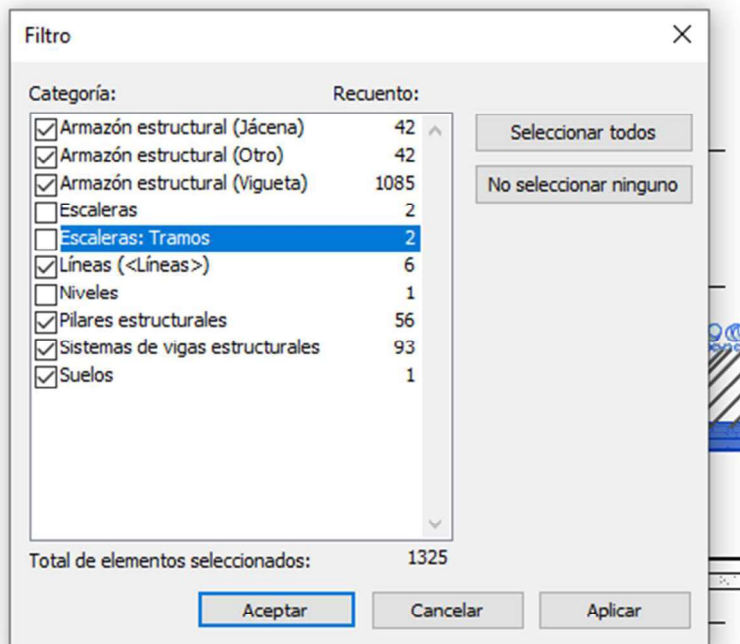 Filtro
Categoría: Recuento:
Armazón estructural (Jácena) 42
Armazón estructural (Otro) 42
Armazón estructural (Vigueta) 1085
Escaleras 2
Escaleras: Tramos 2
Líneas (<Líneas>) 6
Niveles 1
Pilares estructurales 56
Sistemas de vigas estructurales 93
Suelos 1
Seleccionar todos
No seleccionar ninguno
Total de elementos seleccionados: 1325
Aceptar Cancelar Aplicar